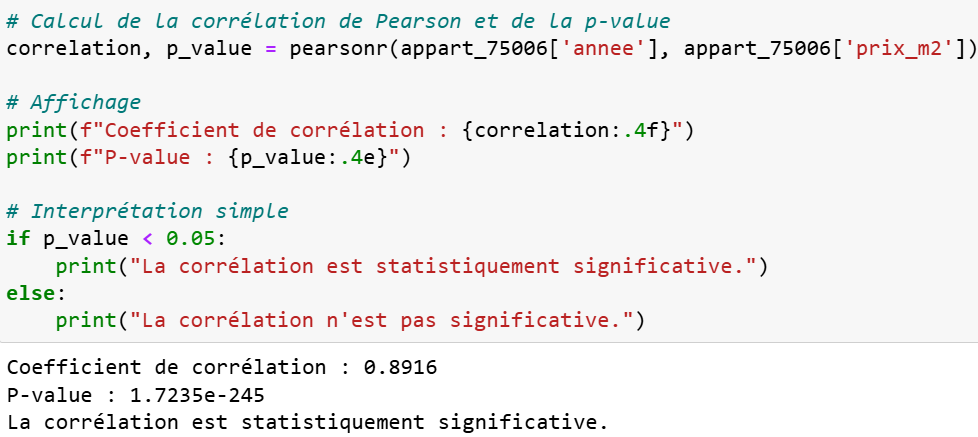 # Calcul de la corrélation de Pearson et de la p-value
correlation, p_value = pearsonr(appart_75006['annee'], appart_75006['prix_m2'])
# Affichage
print(f"Coefficient de corrélation : {correlation:.4f}")
print(f"P-value : {p_value:.4e}")
# Interprétation simple
if p_value < 0.05:
    print("La corrélation est statistiquement significative.")
else:
    print("La corrélation n'est pas significative.")
Coefficient de corrélation : 0.8916
P-value : 1.7235e-245
La corrélation est statistiquement significative.